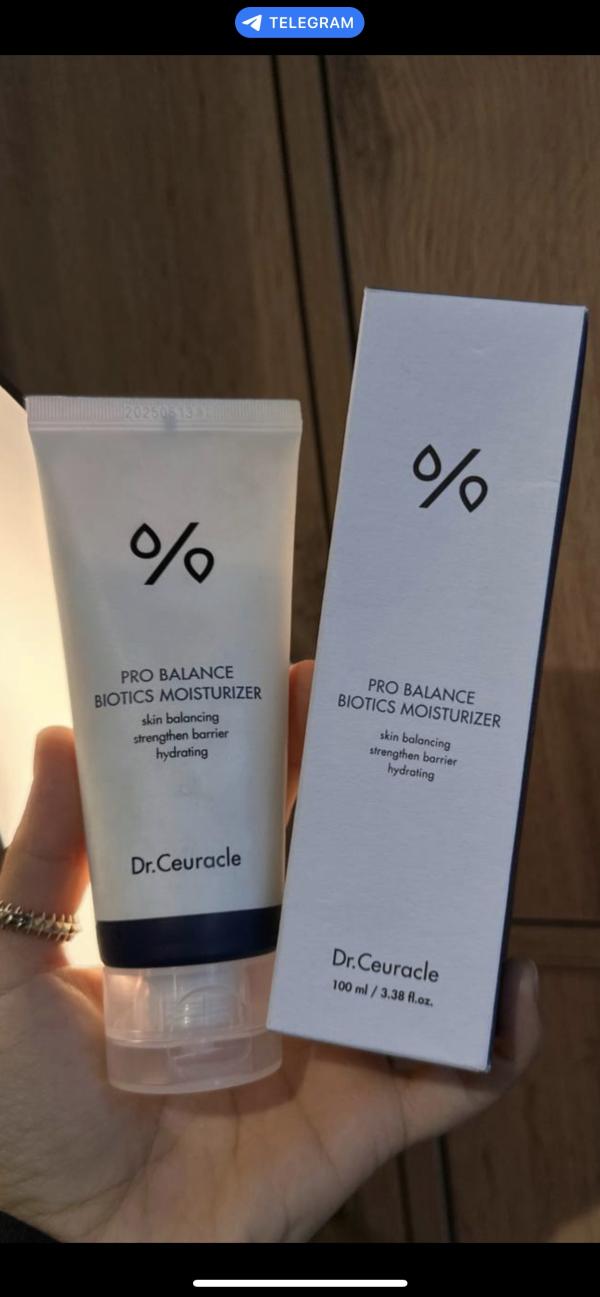 TELEGRAM
%
PRO BALANCE
BIOTICS MOISTURIZER
skin balancing
strengthen barrier
hydrating
Dr.Ceuracle
%
PRO BALANCE
BIOTICS MOISTURIZER
skin balancing
strengthen barrier
hydrating
Dr.Ceuracle
100 ml / 3.38 fl.oz.